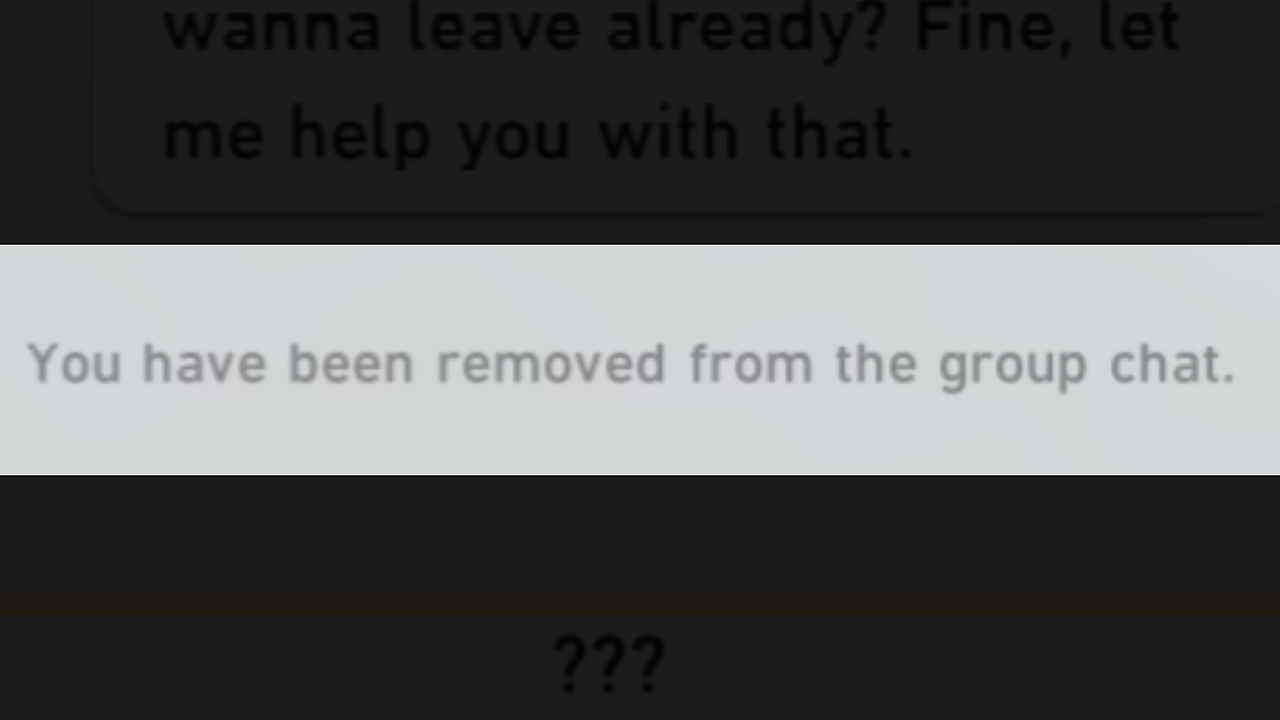 wanna leave already? Fine, let
me help you with that.
You have been removed from the group chat.
???